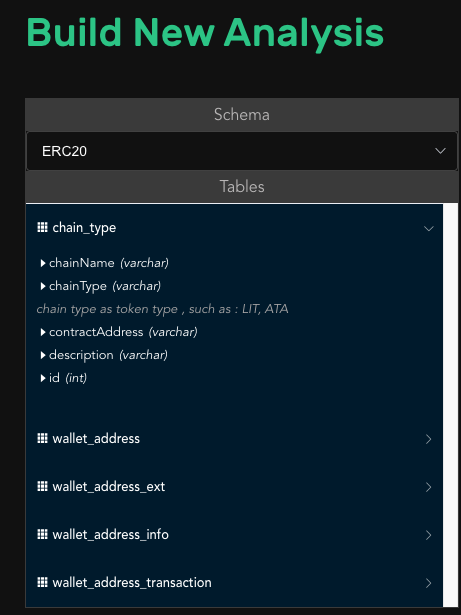 Build New Analysis
Schema
ERC20
Tables
chain_type
chainName (varchar)
chainType (varchar)
chain type as token type , such as : LIT, ATA
contractAddress (varchar)
description (varchar)
id (int)
wallet_address
wallet_address_ext
wallet_address_info
wallet_address_transaction